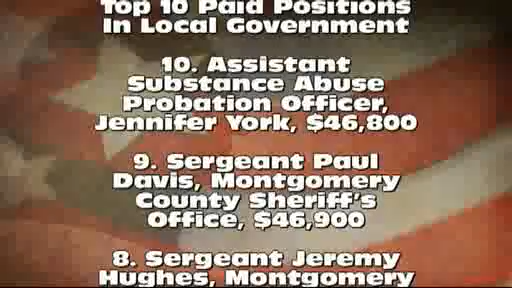 Top 10 Paid Positions
In Local Government
10. Assistant
Substance Abuse
Probation Officer,
Jennifer York, $46,800
9. Sergeant Paul
Davis, Montgomery
County Sheriff's
Office, $46,900
8. Sergeant Jeremy
Hughes, Montgomery